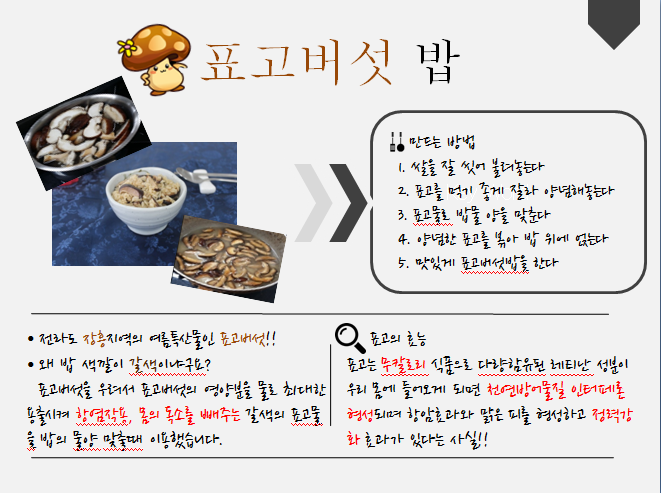 표고버섯 밥
만드는 방법
1. 쌀을 잘 씻어 불려놓는다
2. 표고를 먹기 좋게 잘라 양념해놓는다
3. 표고물로 밥물 양을 맞춘다
4. 양념한 표고를 볶아 밥 위에 얹는다
5. 맛있게 표고버섯밥을 한다
• 전라도 장흥지역의 여름특산물인 표고버섯!!
• 왜 밥 색깔이 갈색이냐구요?
표고버섯을 우려서 표고버섯의 영양분을 물로 최대한
용출시켜 항염작용, 몸의 독소를 빼주는 갈색의 표고물
을 밥의 물양 맞출때 이용했습니다.
표고의 효능
표고는 무칼로리 식품으로 다량함유된 레티난 성분이
우리 몸에 들어오게 되면 천연방어물질 인터페론
형성되며 항암효과와 맑은 피를 형성하고 정력강
화 효과가 있다는 사실!!